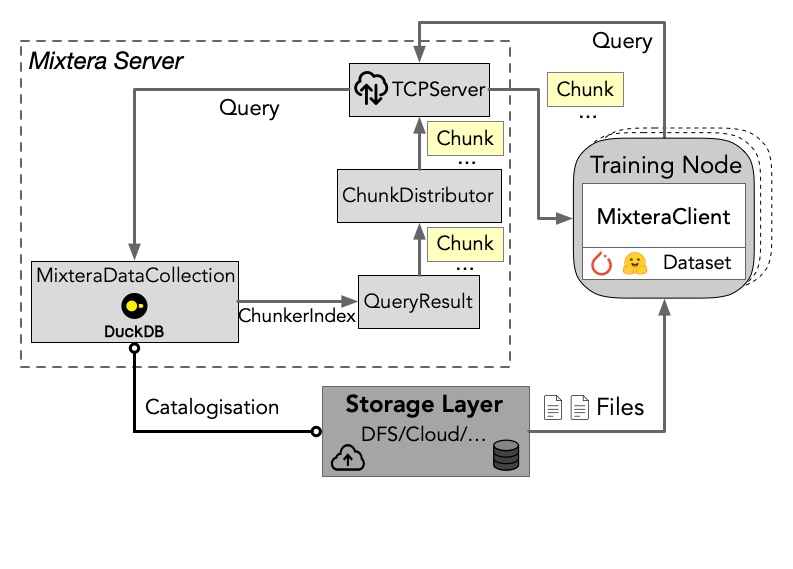 Query
Mixtera Server
TCPServer
Chunk
...
Query
Chunk
...
Training Node
ChunkDistributor
MixteraClient
Chunk
...
Dataset
MixteraDataCollection
DuckDB
ChunkerIndex
QueryResult
Catalogisation
Storage Layer
DFS/Cloud/...
Files